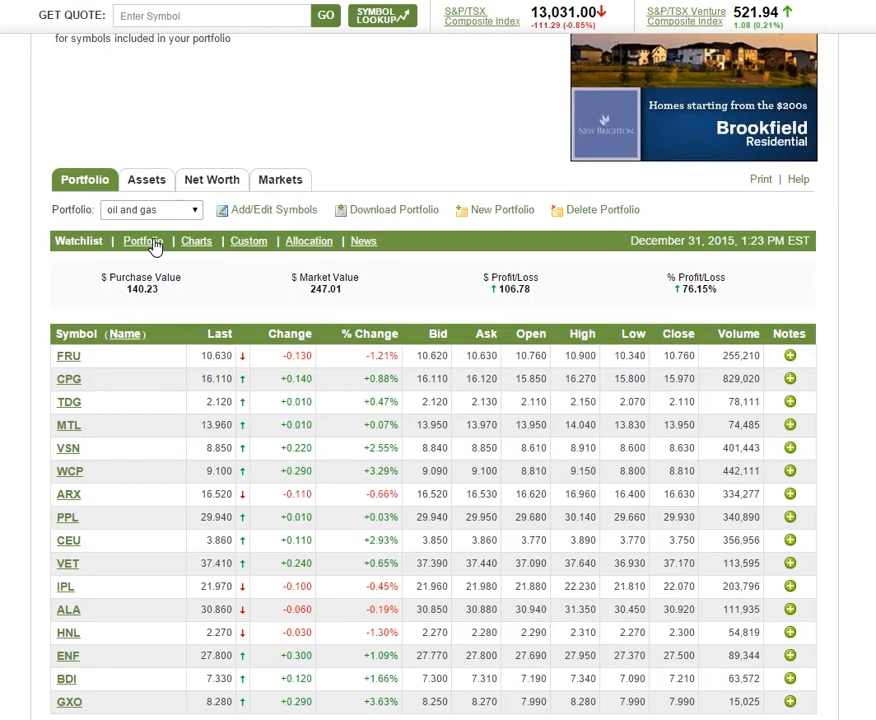 GET QUOTE: Enter Symbol GO SYMBOL LOOKUP S&P/TSX Composite Index 13,031.00 -111.29 (-0.85%) S&P/TSX Venture Composite Index 521.94 1.08 (0.21%)
for symbols included in your portfolio
Homes starting from the $200s
NEW BRIGHTON
Brookfield
Residential
Portfolio Assets Net Worth Markets Print | Help
Portfolio: oil and gas Add/Edit Symbols Download Portfolio New Portfolio Delete Portfolio
Watchlist | Portfolio | Charts | Custom | Allocation | News December 31, 2015, 1:23 PM EST
$ Purchase Value $ Market Value $ Profit/Loss % Profit/Loss
140.23 247.01 106.78 76.15%
Symbol (Name) Last Change % Change Bid Ask Open High Low Close Volume Notes
FRU 10.630 -0.130 -1.21% 10.620 10.630 10.760 10.900 10.340 10.760 255,210
CPG 16.110 +0.140 +0.88% 16.110 16.120 15.850 16.270 15.800 15.970 829,020
TDG 2.120 +0.010 +0.47% 2.120 2.130 2.110 2.150 2.070 2.110 78,111
MTL 13.960 +0.010 +0.07% 13.950 13.970 13.950 14.040 13.830 13.950 74,485
VSN 8.850 +0.220 +2.55% 8.840 8.850 8.610 8.910 8.600 8.630 401,443
WCP 9.100 +0.290 +3.29% 9.090 9.100 8.810 9.150 8.800 8.810 442,111
ARX 16.520 -0.110 -0.66% 16.520 16.530 16.620 16.960 16.400 16.630 334,277
PPL 29.940 +0.010 +0.03% 29.940 29.950 29.680 30.140 29.660 29.930 340,890
CEU 3.860 +0.110 +2.93% 3.850 3.860 3.770 3.890 3.770 3.750 356,956
VET 37.410 +0.240 +0.65% 37.390 37.440 37.090 37.640 36.930 37.170 113,595
IPL 21.970 -0.100 -0.45% 21.960 21.980 21.880 22.230 21.810 22.070 203,796
ALA 30.860 -0.060 -0.19% 30.850 30.880 30.940 31.350 30.450 30.920 111,935
HNL 2.270 -0.030 -1.30% 2.270 2.280 2.290 2.310 2.270 2.300 54,819
ENF 27.800 +0.300 +1.09% 27.770 27.800 27.690 27.950 27.370 27.500 89,344
BDI 7.330 +0.120 +1.66% 7.300 7.310 7.190 7.340 7.090 7.210 63,572
GXO 8.280 +0.290 +3.63% 8.250 8.270 7.990 8.280 7.990 7.990 15,025